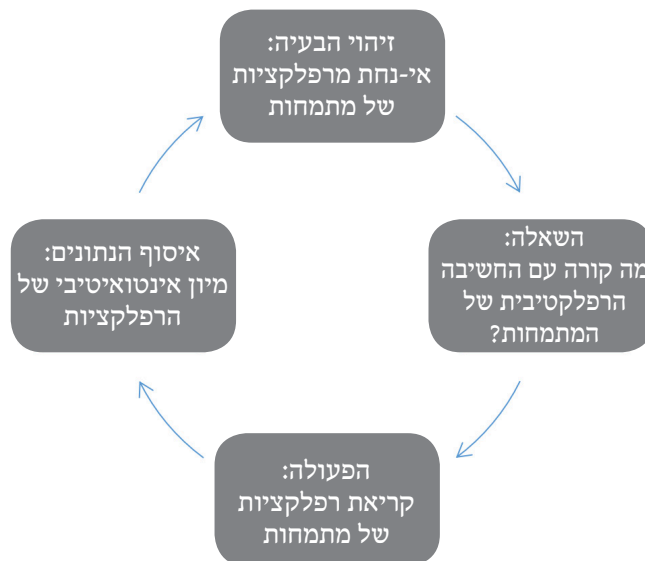 זיהוי הבעיה:
אי-נחת מרפלקציות
של מתמחות
השאלה:
מה קורה עם החשיבה
הרפלקטיבית של
המתמחות?
הפעולה:
קריאת רפלקציות
של מתמחות
איסוף הנתונים:
מיון אינטואיטיבי של
הרפלקציות